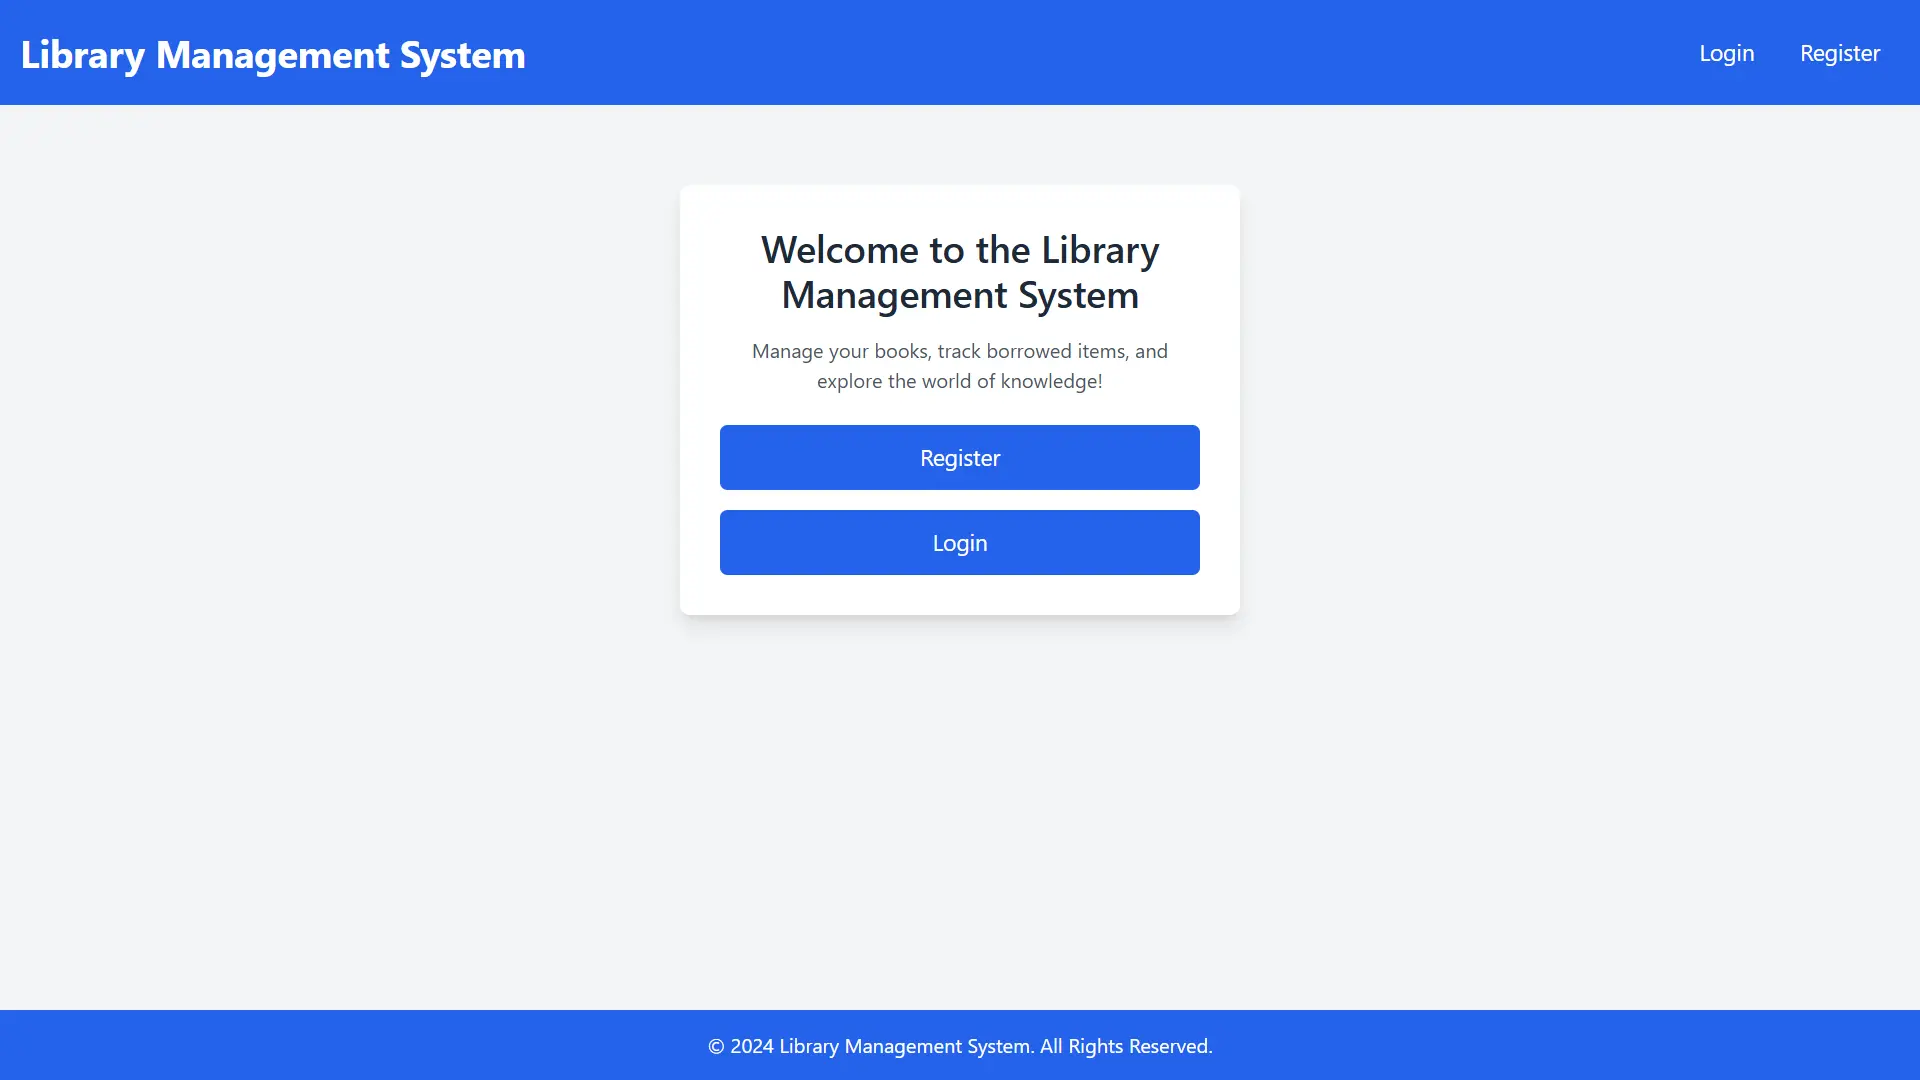 Library Management System
Login
Register
Welcome to the Library
Management System
Manage your books, track borrowed items, and
explore the world of knowledge!
Register
Login
© 2024 Library Management System. All Rights Reserved.